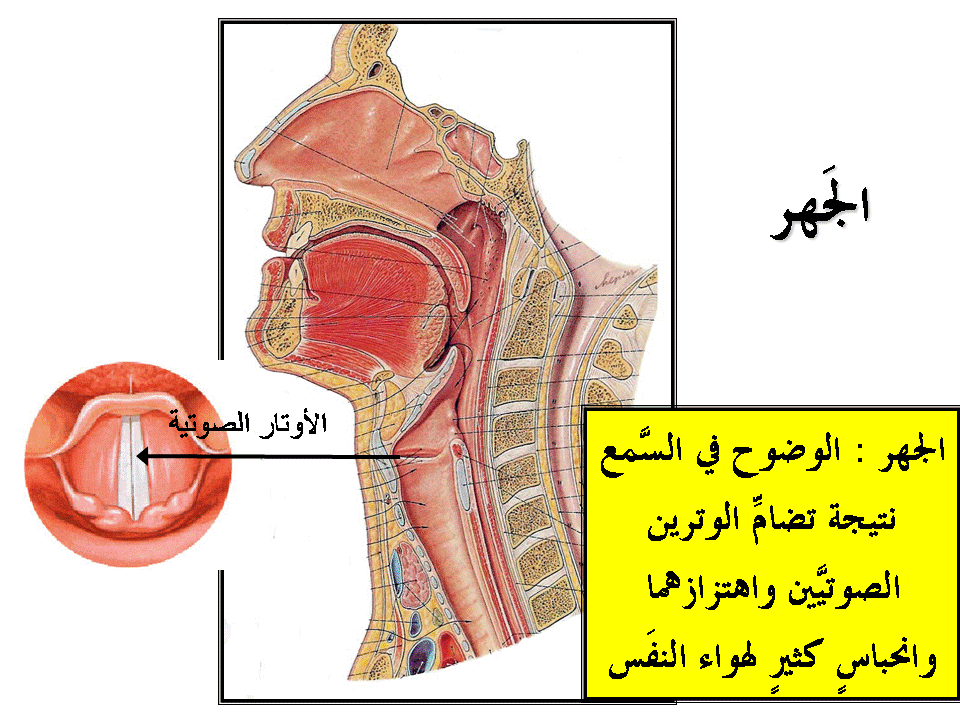 الجَهر
الأوتار الصوتية
الجهر : الوضوح في السَّمع
نتيجة تضامِّ الوترين
الصوتيَّين واهتزازهما
وانحباسٍ كثيرٍ لهواء النفَس